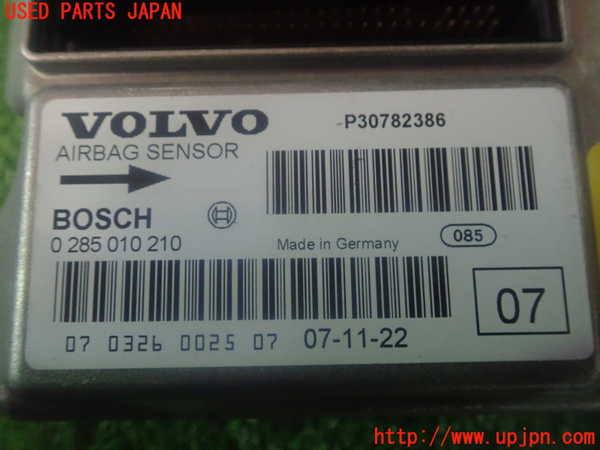 USED PARTS JAPAN
VOLVO
P30782386
AIRBAG SENSOR
BOSCH
0 285 010 210
Made in Germany
085
07 0326 0025 07
07-11-22
07
http://www.upjpn.com/